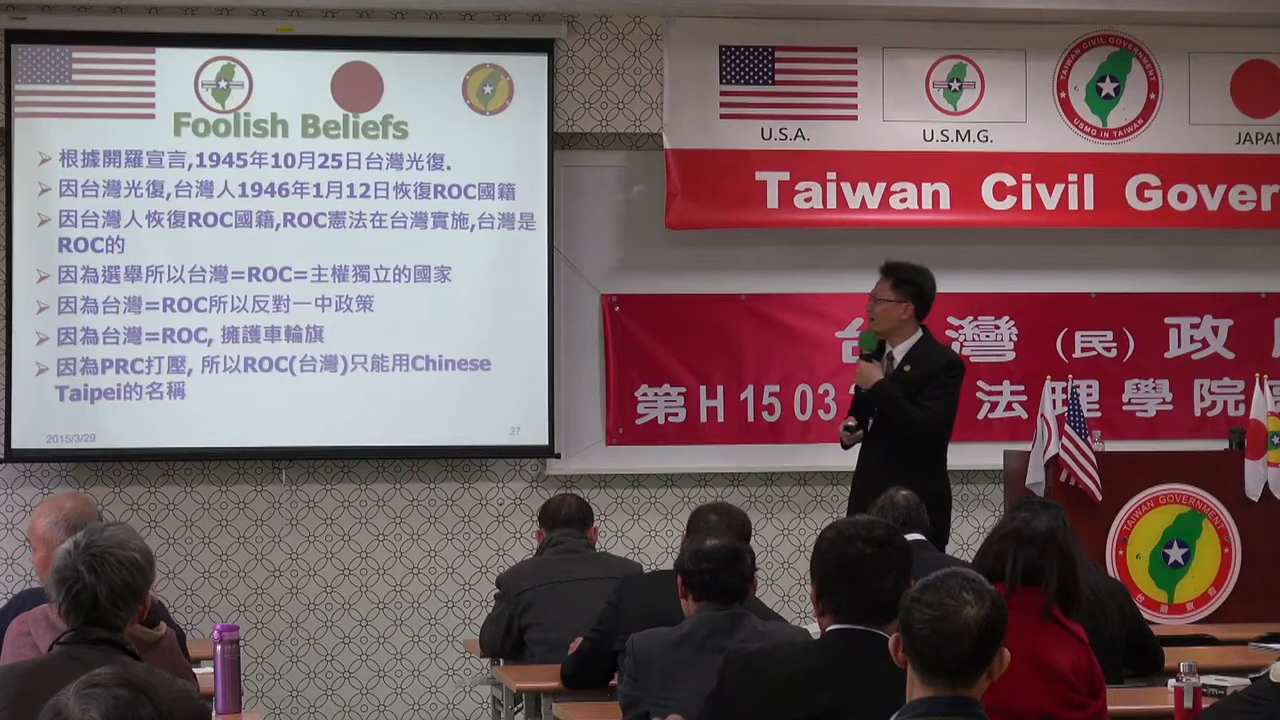 Foolish Beliefs
根據開羅宣言,1945年10月25日台灣光復.
因台灣光復,台灣人1946年1月12日恢復ROC國籍
因台灣人恢復ROC國籍,ROC憲法在台灣實施,台灣是
ROC的
因為選舉所以台灣=ROC=主權獨立的國家
因為台灣=ROC所以反對一中政策
因為台灣=ROC, 擁護車輪旗
因為PRC打壓, 所以ROC(台灣)只能用Chinese
Taipei的名稱
2015/3/29
27
U.S.A.
U.S.M.G.
TAIWAN CIVIL GOVERNMENT
USMG IN TAIWAN
JAPA
Taiwan Civil Gover
台灣(民)政
第H 15 03
法理學院
TAIWAN GOVERNMENT
台灣政府